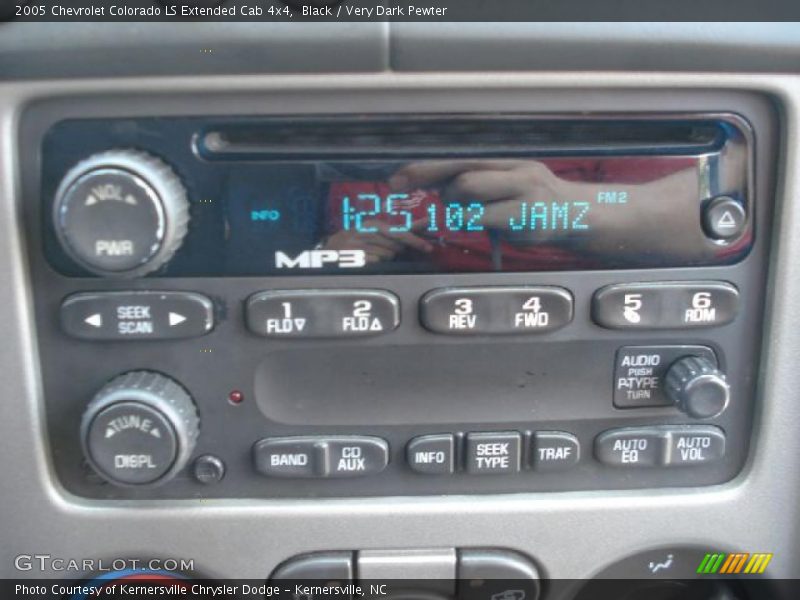 2005 Chevrolet Colorado LS Extended Cab 4x4, Black / Very Dark Pewter
VOL
PWR
INFO
1:25 102 JAMZ FM2
MP3
SEEK
SCAN
1
FLD
2
FLD
3
REV
4
FWD
5
6
RDM
AUDIO
PUSH
P-TYPE
TURN
TUNE
DISPL
BAND
CD
AUX
INFO
SEEK
TYPE
TRAF
AUTO
EQ
AUTO
VOL
GTcarlot.com
Photo Courtesy of Kernersville Chrysler Dodge - Kernersville, NC